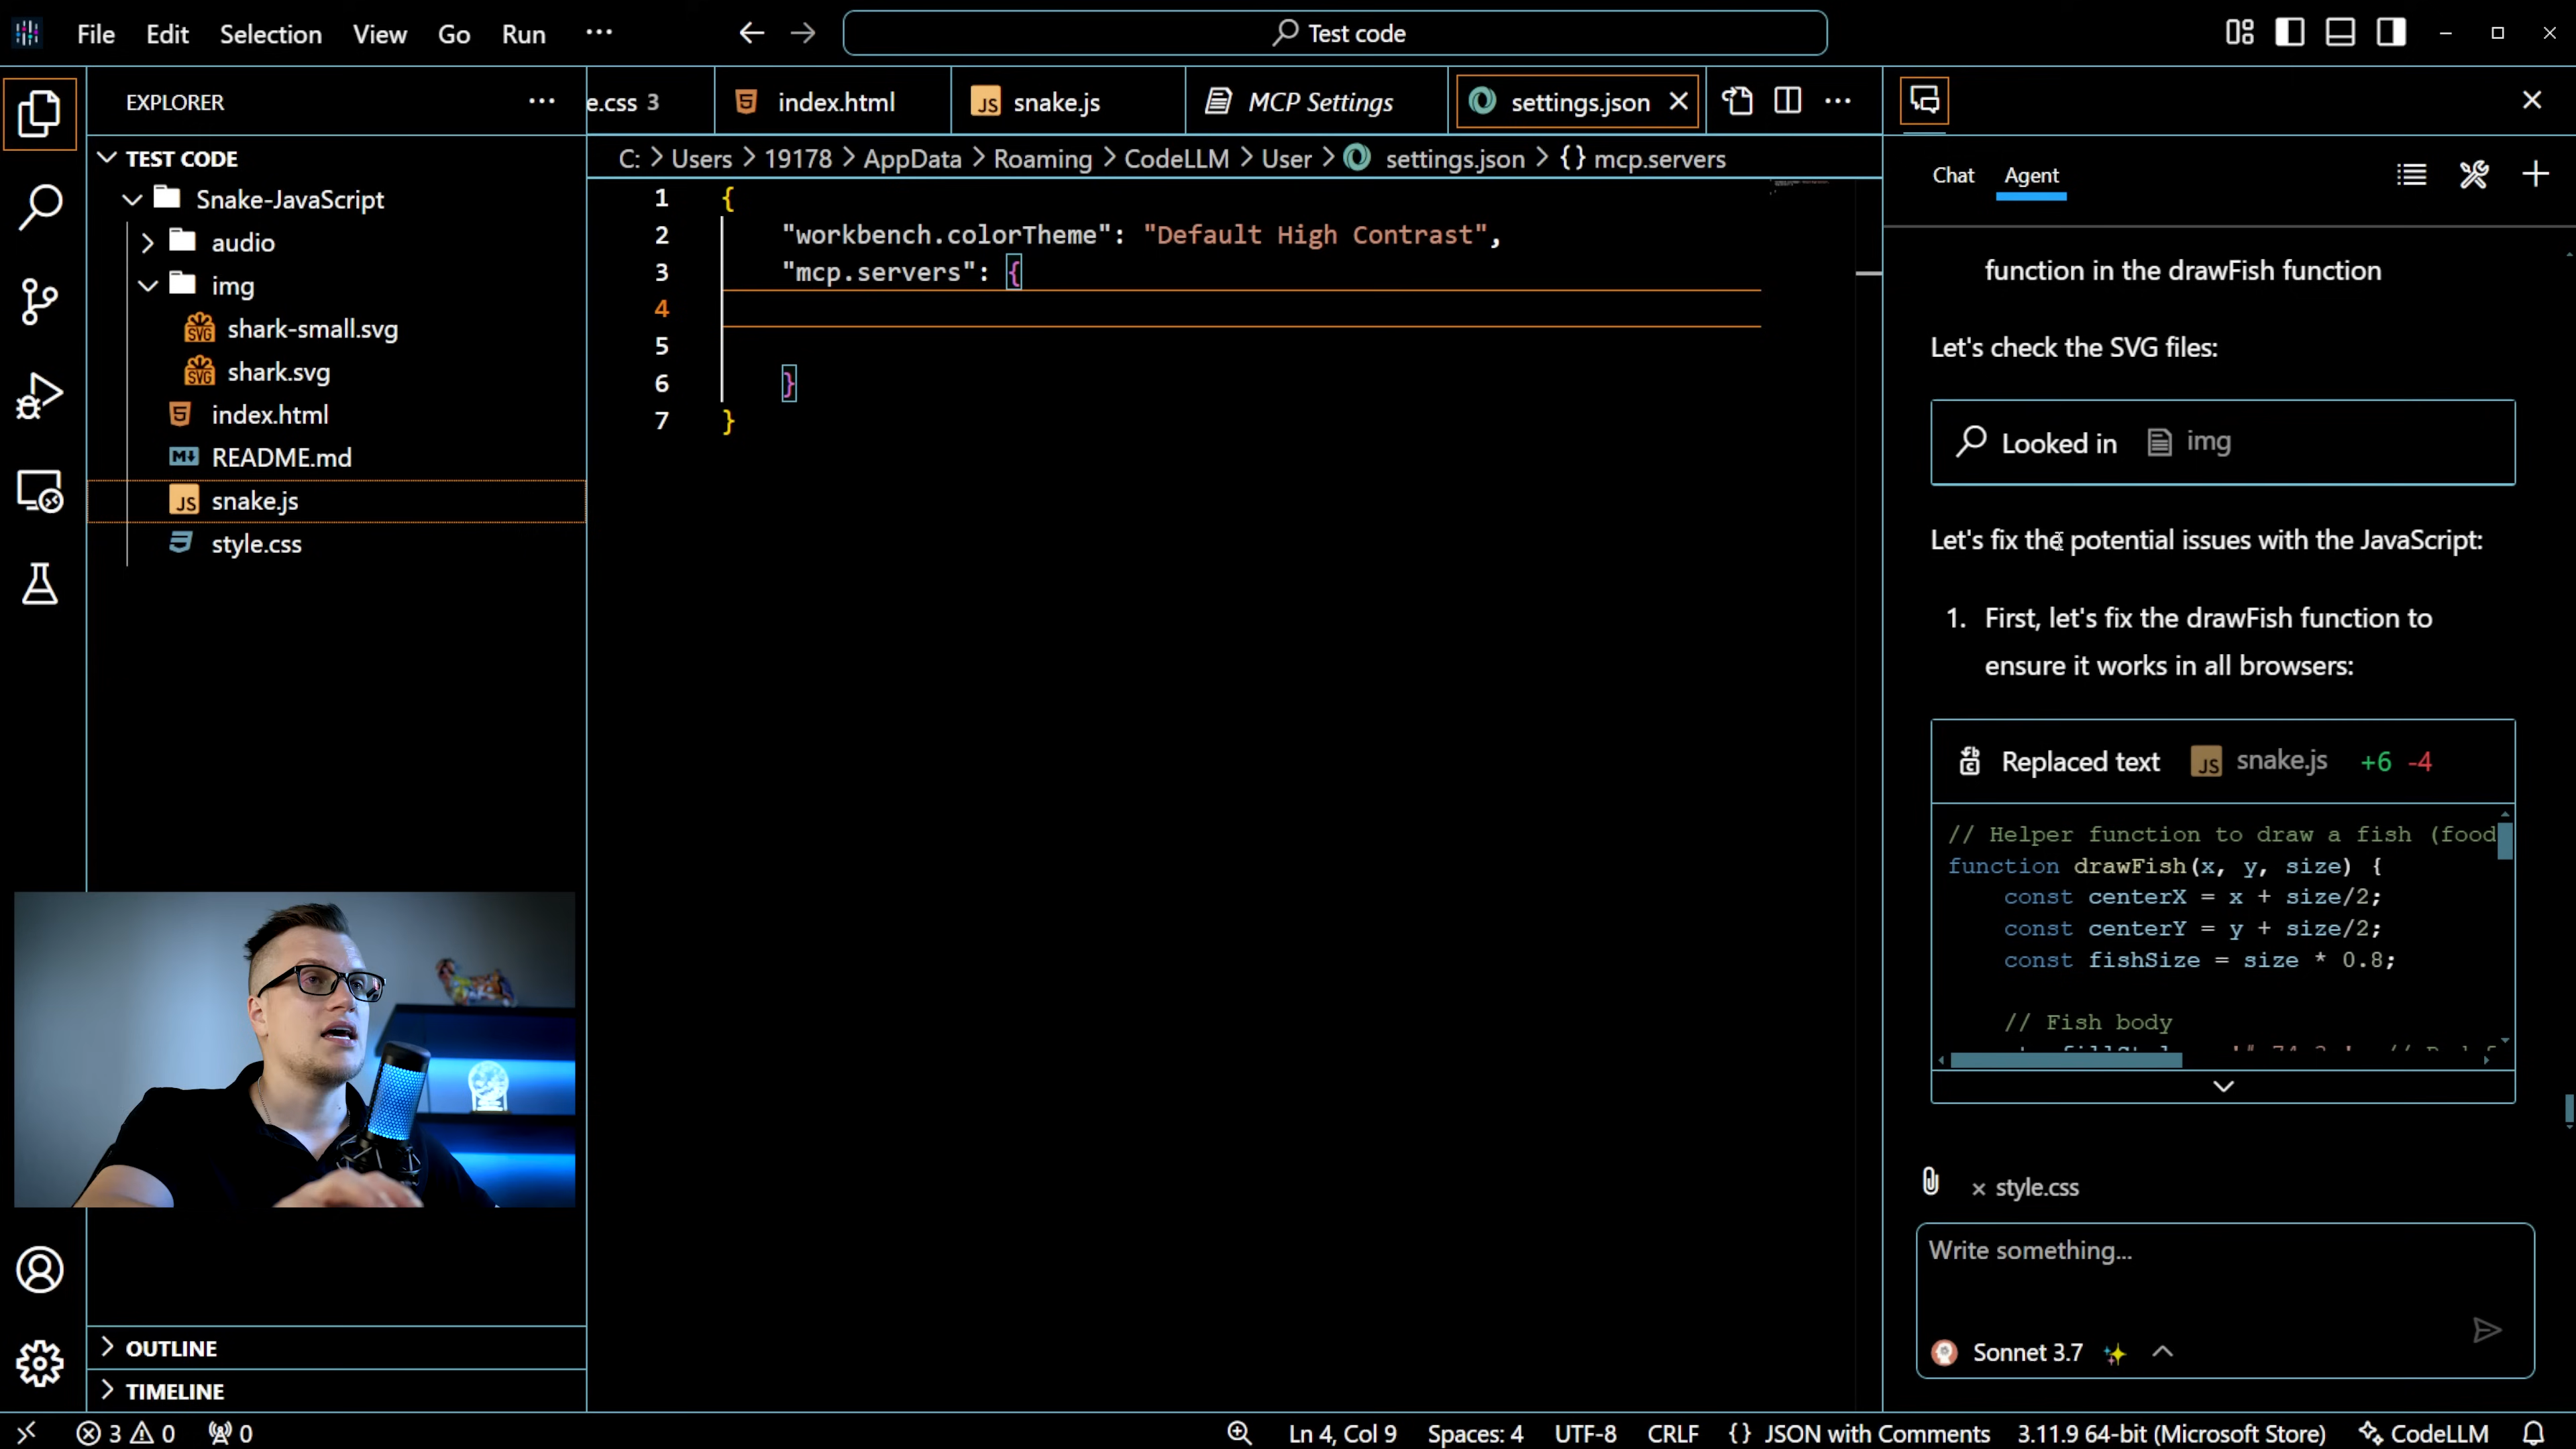 File Edit Selection View Go Run ···
Test code
EXPLORER ···
TEST CODE
Snake-JavaScript
audio
img
shark-small.svg
shark.svg
index.html
README.md
snake.js
style.css
OUTLINE
TIMELINE
e.css 3
index.html
snake.js
MCP Settings
settings.json
C: > Users > 19178 > AppData > Roaming > CodeLLM > User > settings.json > {} mcp.servers
1 {
2 "workbench.colorTheme": "Default High Contrast",
3 "mcp.servers": {
4
5
6 }
7 }
Chat Agent
function in the drawFish function
Let's check the SVG files:
Looked in img
Let's fix the potential issues with the JavaScript:
1. First, let's fix the drawFish function to
ensure it works in all browsers:
Replaced text JS snake.js +6 -4
// Helper function to draw a fish (food
function drawFish(x, y, size) {
const centerX = x + size/2;
const centerY = y + size/2;
const fishSize = size * 0.8;
// Fish body
× style.css
Write something...
Sonnet 3.7
3 0 0
Ln 4, Col 9 Spaces: 4 UTF-8 CRLF {} JSON with Comments 3.11.9 64-bit (Microsoft Store) CodeLLM